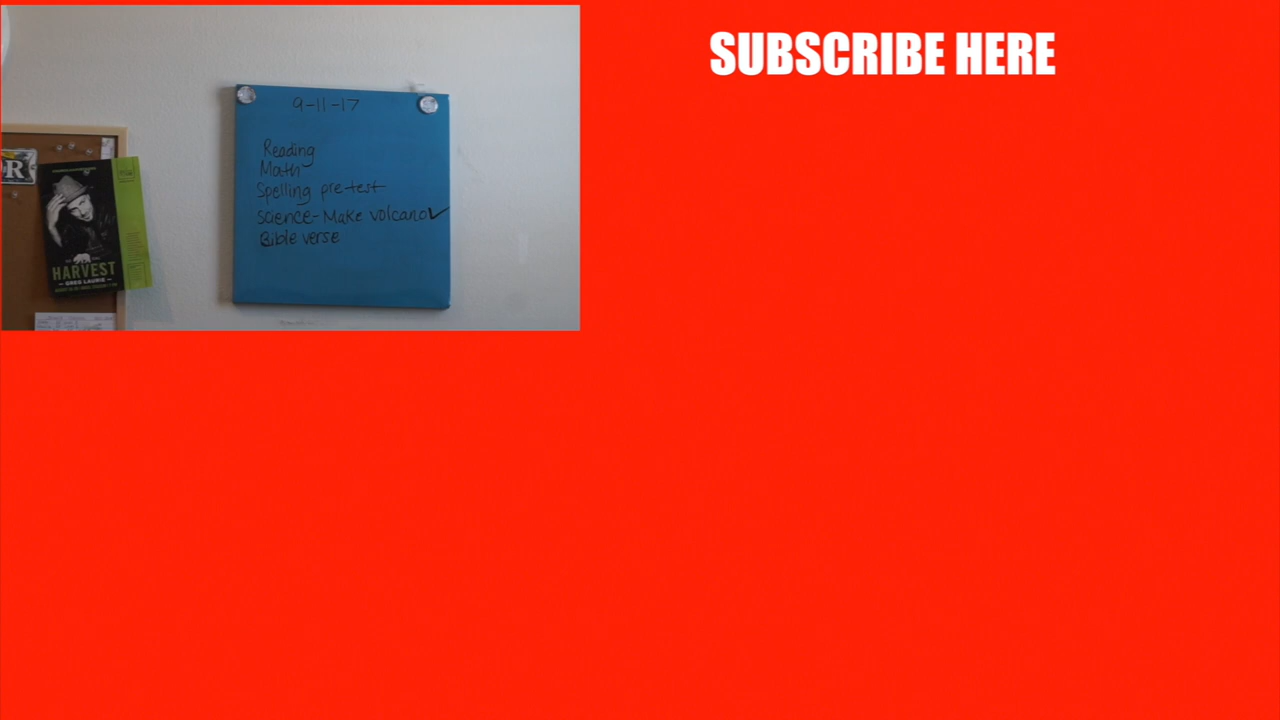 SUBSCRIBE HERE
9-11-17
Reading
Math
Spelling pre-test
Science-Make volcano✓
Bible verse
R
HARVEST
GREG LAURIE